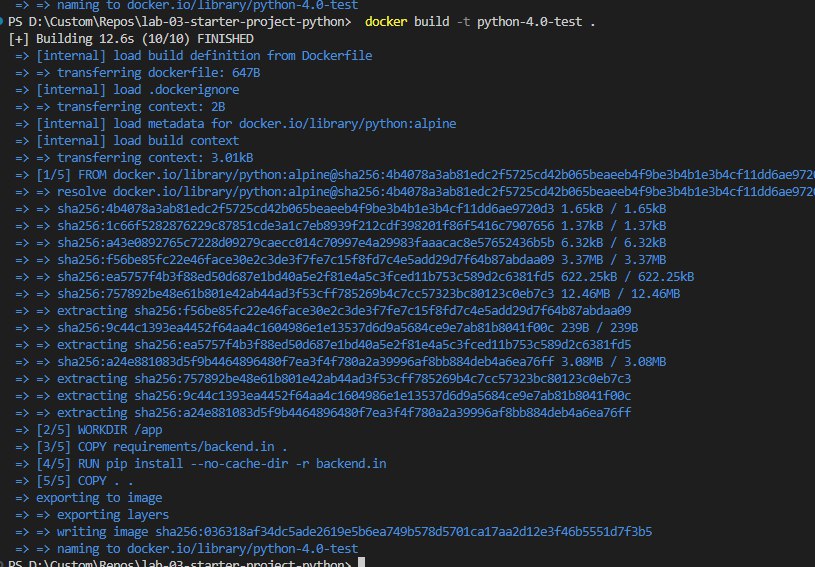 => => naming to docker.io/library/python-4.0-test
PS D:\Custom\Repos\lab-03-starter-project-python> docker build -t python-4.0-test .
[+] Building 12.6s (10/10) FINISHED
=> [internal] load build definition from Dockerfile
=> => transferring dockerfile: 647B
=> [internal] load .dockerignore
=> => transferring context: 2B
=> [internal] load metadata for docker.io/library/python:alpine
=> [internal] load build context
=> => transferring context: 3.01kB
=> [1/5] FROM docker.io/library/python:alpine@sha256:4b4078a3ab81edc2f5725cd42b065beaeeb4f9be3b4b1e3b4cf11dd6ae9720
=> => resolve docker.io/library/python:alpine@sha256:4b4078a3ab81edc2f5725cd42b065beaeeb4f9be3b4b1e3b4cf11dd6ae9720
=> => sha256:4b4078a3ab81edc2f5725cd42b065beaeeb4f9be3b4b1e3b4cf11dd6ae9720d3 1.65kB / 1.65kB
=> => sha256:1c66f5282876229c87851cde3a1c7eb8939f212cdf398201f86f5416c7907656 1.37kB / 1.37kB
=> => sha256:a43e0892765c7228d09279caecc014c70997e4a29983faaacac8e57652436b5b 6.32kB / 6.32kB
=> => sha256:f56be85fc22e46face30e2c3de3f7fe7c15f8fd7c4e5add29d7f64b87abdaa09 3.37MB / 3.37MB
=> => sha256:ea5757f4b3f88ed50d687e1bd40a5e2f81e4a5c3fced11b753c589d2c6381fd5 622.25kB / 622.25kB
=> => sha256:757892be48e61b801e42ab44ad3f53cff785269b4c7cc57323bc80123c0eb7c3 12.46MB / 12.46MB
=> => extracting sha256:f56be85fc22e46face30e2c3de3f7fe7c15f8fd7c4e5add29d7f64b87abdaa09
=> => sha256:9c44c1393ea4452f64aa4c1604986e1e13537d6d9a5684ce9e7ab81b8041f00c 239B / 239B
=> => extracting sha256:ea5757f4b3f88ed50d687e1bd40a5e2f81e4a5c3fced11b753c589d2c6381fd5
=> => sha256:a24e881083d5f9b4464896480f7ea3f4f780a2a39996af8bb884deb4a6ea76ff 3.08MB / 3.08MB
=> => extracting sha256:757892be48e61b801e42ab44ad3f53cff785269b4c7cc57323bc80123c0eb7c3
=> => extracting sha256:9c44c1393ea4452f64aa4c1604986e1e13537d6d9a5684ce9e7ab81b8041f00c
=> => extracting sha256:a24e881083d5f9b4464896480f7ea3f4f780a2a39996af8bb884deb4a6ea76ff
=> [2/5] WORKDIR /app
=> [3/5] COPY requirements/backend.in .
=> [4/5] RUN pip install --no-cache-dir -r backend.in
=> [5/5] COPY . .
=> exporting to image
=> => exporting layers
=> => writing image sha256:036318af34dc5ade2619e5b6ea749b578d5701ca17aa2d12e3f46b5551d7f3b5
=> => naming to docker.io/library/python-4.0-test
PS D:\Custom\Repos\lab-03-starter-project-python>